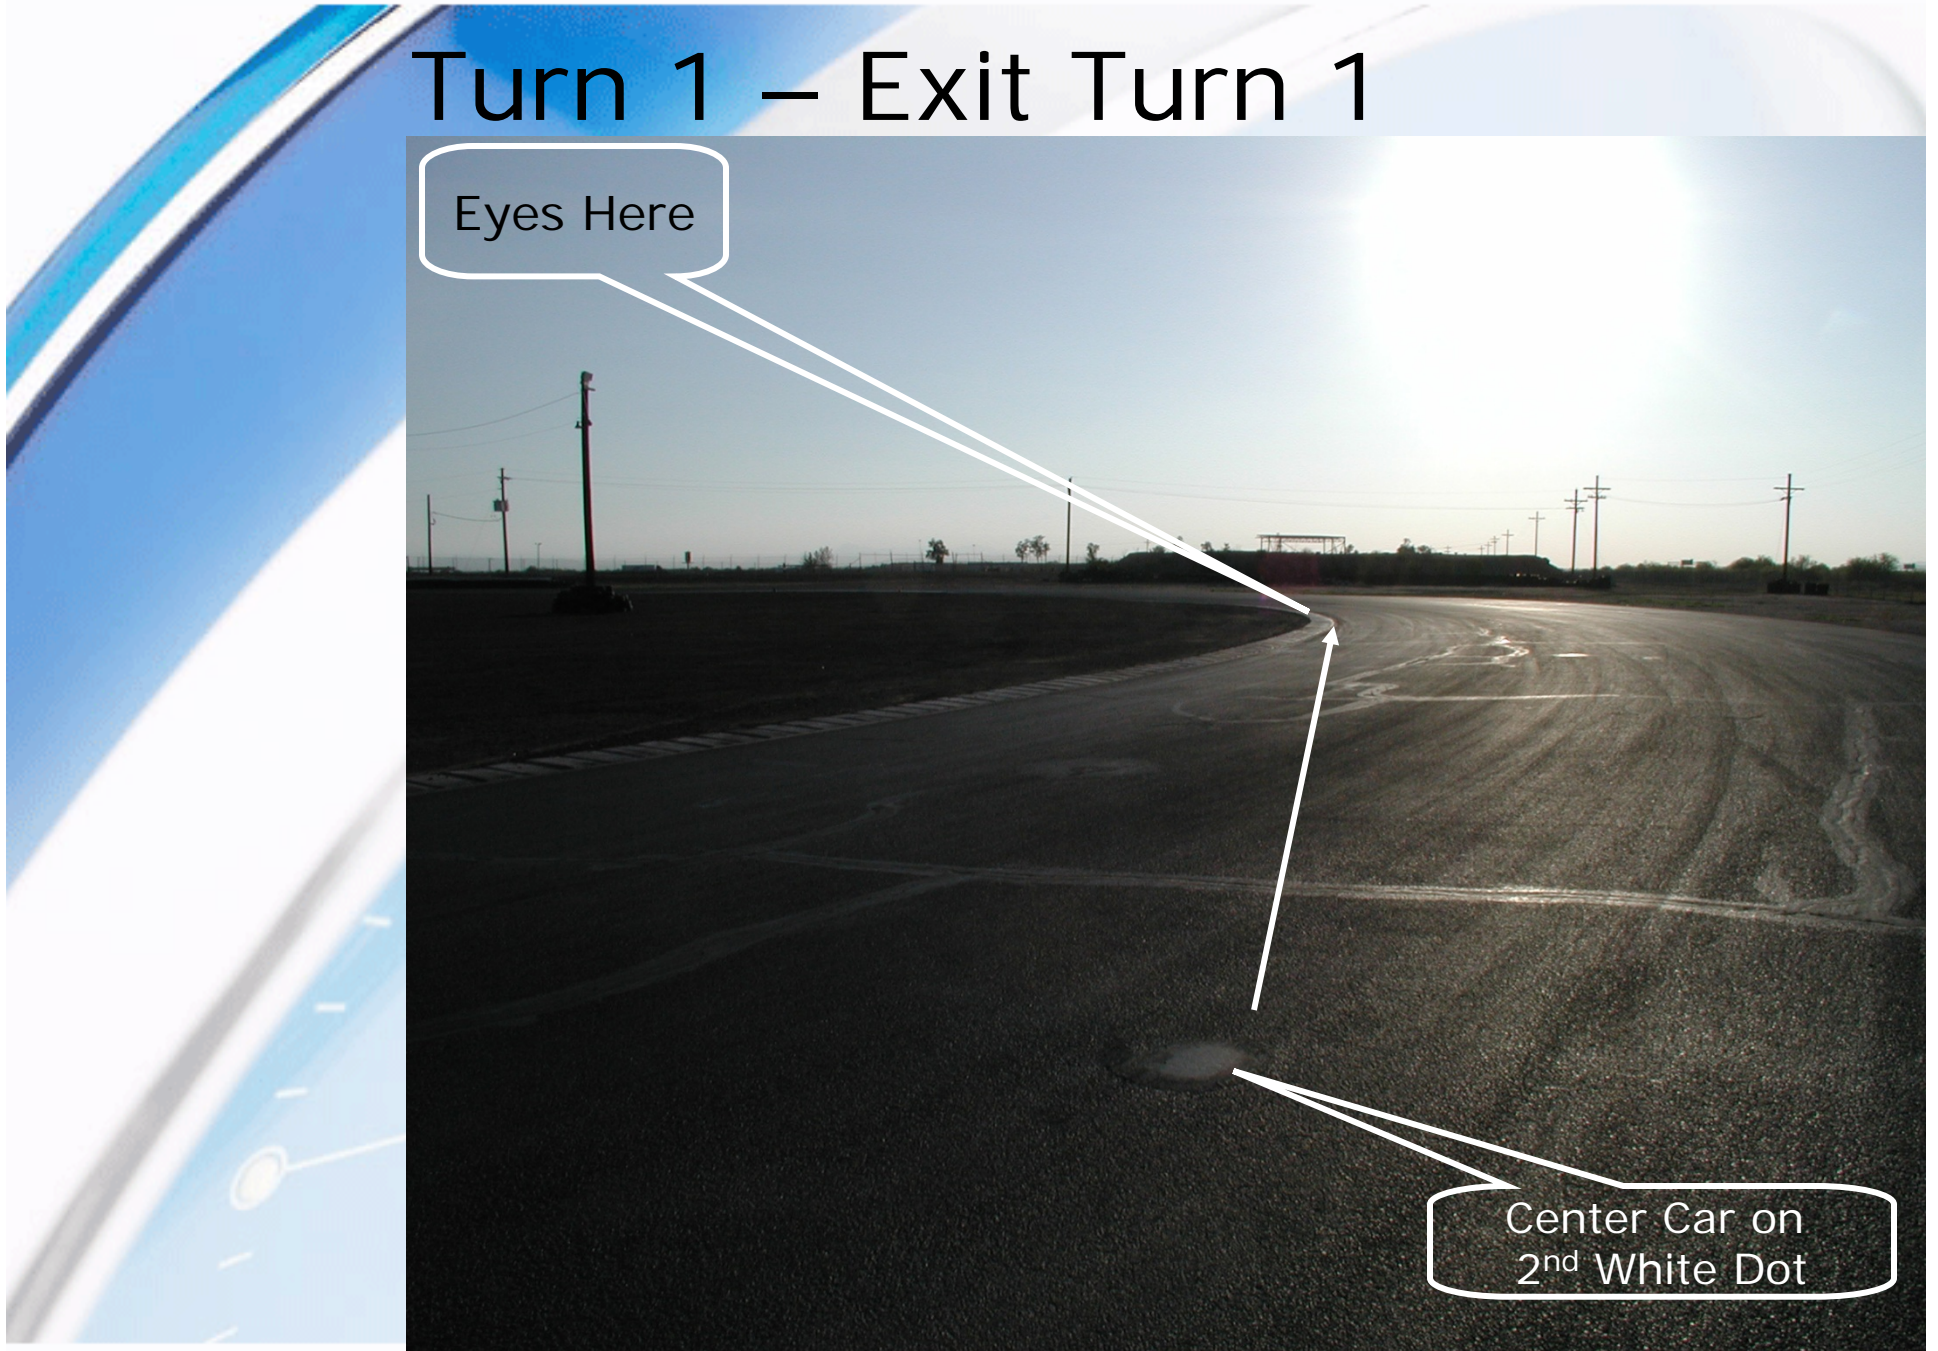 Turn 1 – Exit Turn 1
Eyes Here
Center Car on
2nd White Dot